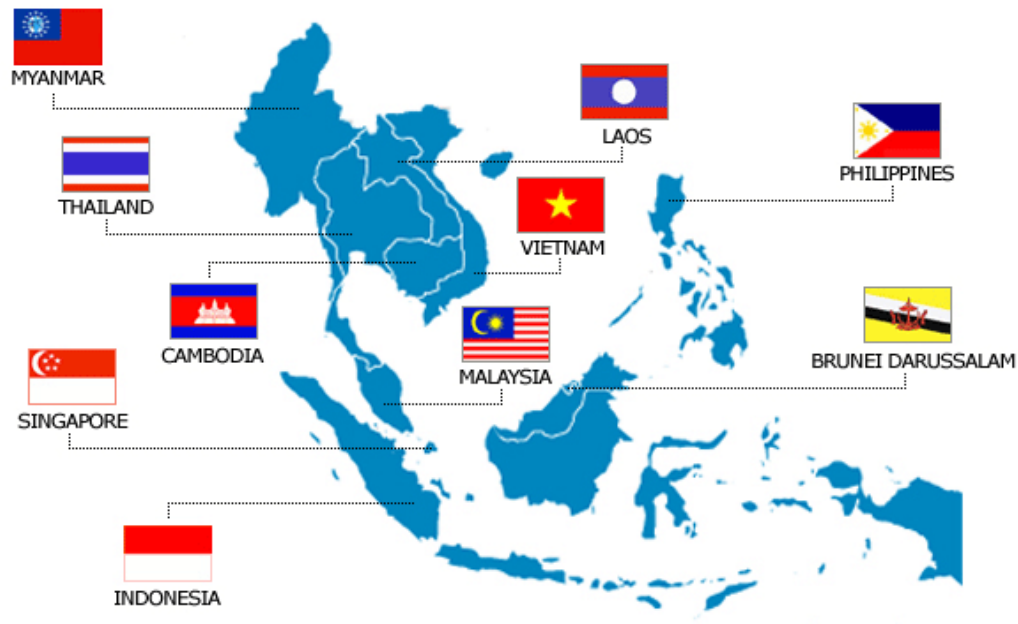 MYANMAR
LAOS
PHILIPPINES
THAILAND
VIETNAM
CAMBODIA
BRUNEI DARUSSALAM
MALAYSIA
SINGAPORE
INDONESIA